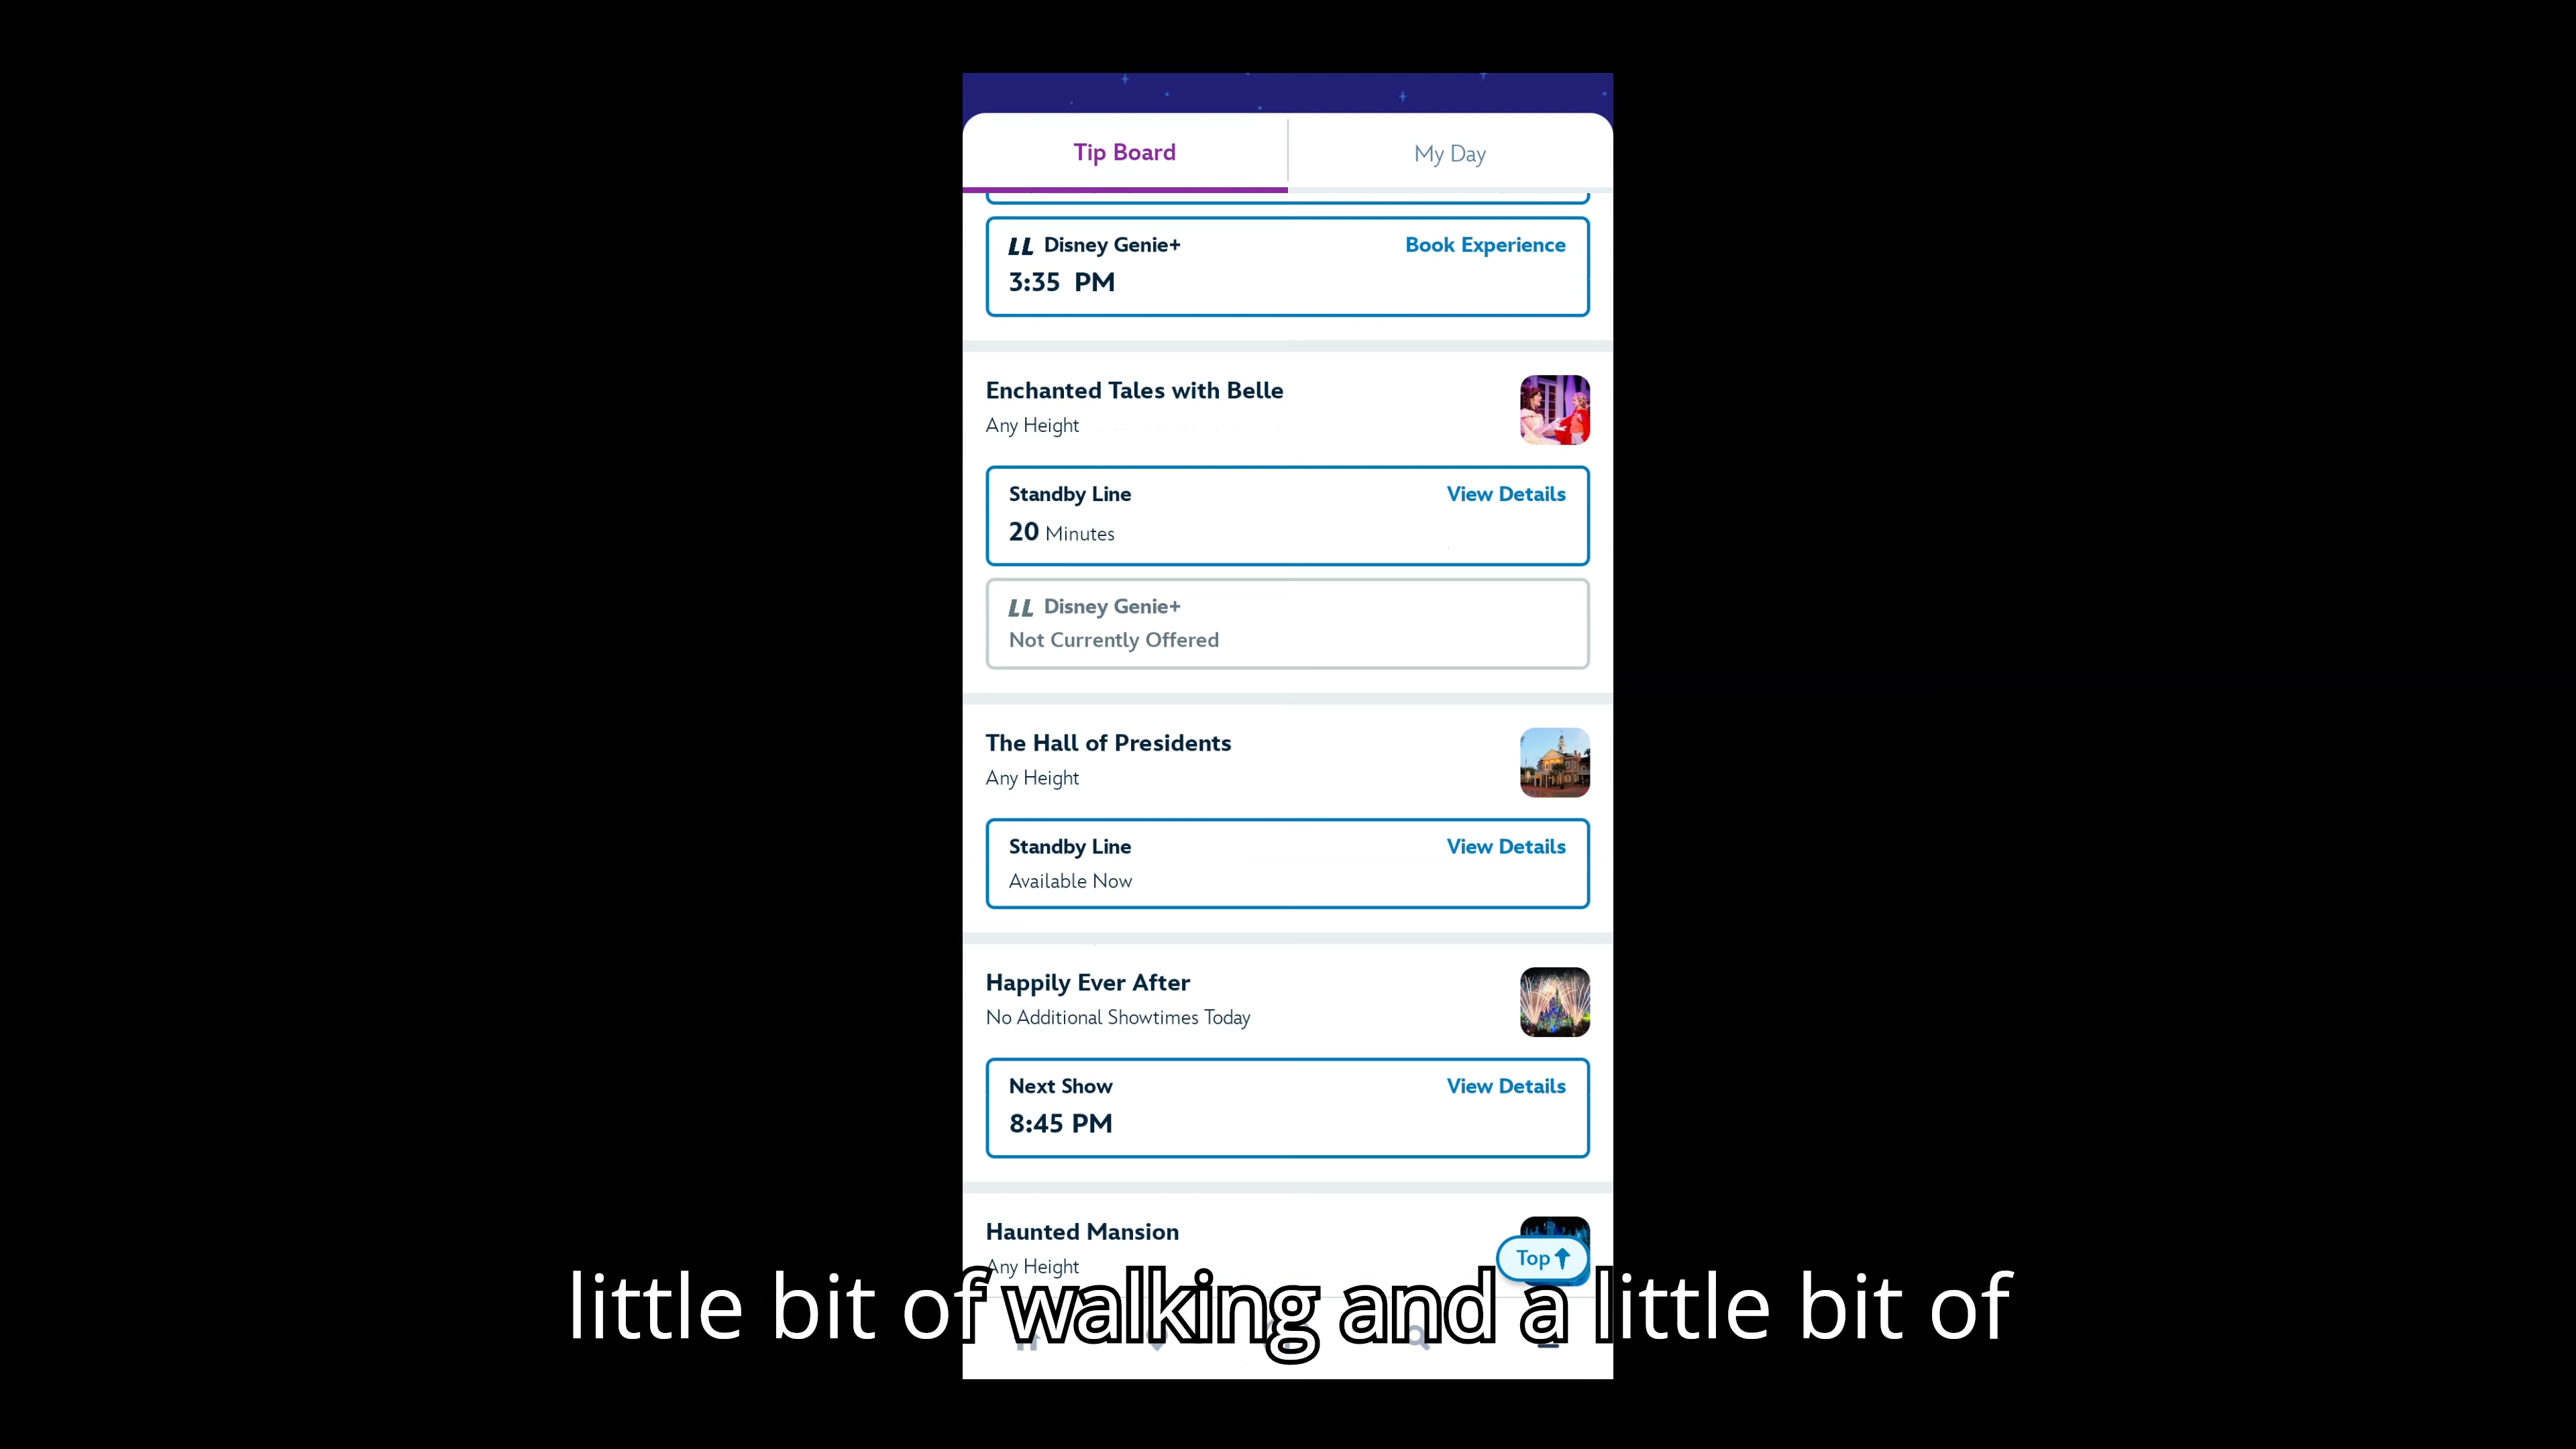 Tip Board
My Day
LL Disney Genie+
Book Experience
3:35 PM
Enchanted Tales with Belle
Any Height
Standby Line
View Details
20 Minutes
LL Disney Genie+
Not Currently Offered
The Hall of Presidents
Any Height
Standby Line
View Details
Available Now
Happily Ever After
No Additional Showtimes Today
Next Show
View Details
8:45 PM
Haunted Mansion
Any Height
Top
little bit of walking and a little bit of